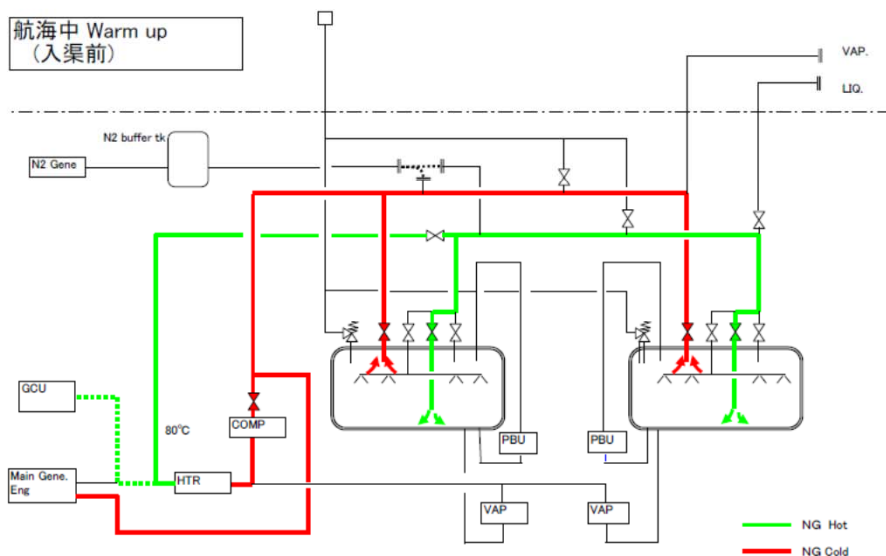 航海中 Warm up
（入渠前）
VAP.
LIQ.
N2 buffer tk
N2 Gene
GCU
80℃
COMP
Main Gene.
Eng
HTR
PBU
PBU
VAP
VAP
NG Hot
NG Cold